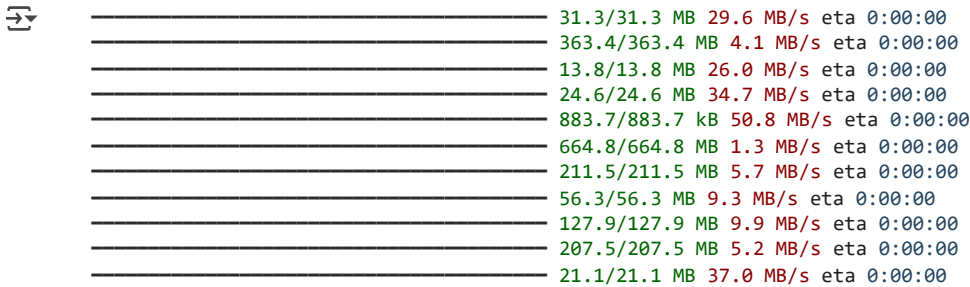 31.3/31.3 MB 29.6 MB/s eta 0:00:00
363.4/363.4 MB 4.1 MB/s eta 0:00:00
13.8/13.8 MB 26.0 MB/s eta 0:00:00
24.6/24.6 MB 34.7 MB/s eta 0:00:00
883.7/883.7 kB 50.8 MB/s eta 0:00:00
664.8/664.8 MB 1.3 MB/s eta 0:00:00
211.5/211.5 MB 5.7 MB/s eta 0:00:00
56.3/56.3 MB 9.3 MB/s eta 0:00:00
127.9/127.9 MB 9.9 MB/s eta 0:00:00
207.5/207.5 MB 5.2 MB/s eta 0:00:00
21.1/21.1 MB 37.0 MB/s eta 0:00:00